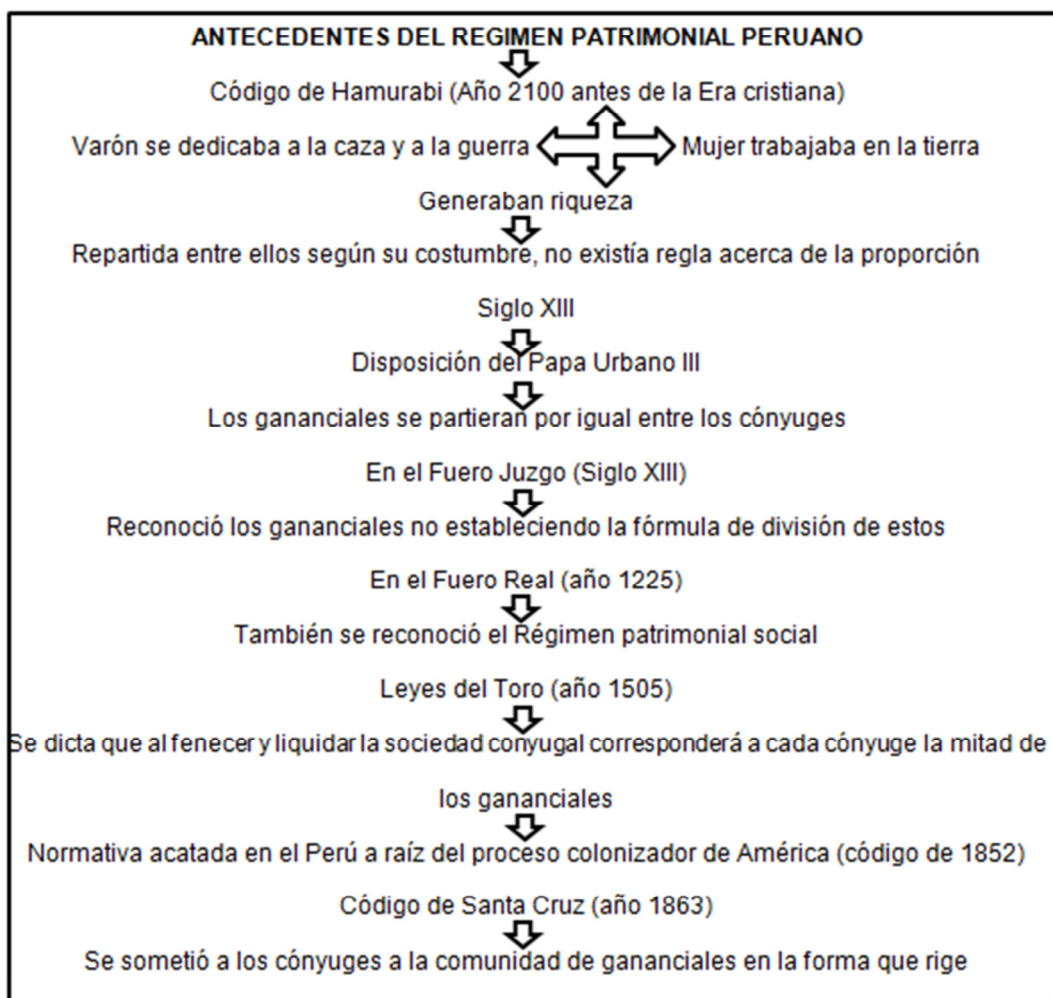 ANTECEDENTES DEL REGIMEN PATRIMONIAL PERUANO
Código de Hamurabi (Año 2100 antes de la Era cristiana)
Varón se dedicaba a la caza y a la guerra Mujer trabajaba en la tierra
Generaban riqueza
Repartida entre ellos según su costumbre, no existía regla acerca de la proporción
Siglo XIII
Disposición del Papa Urbano III
Los gananciales se partieran por igual entre los cónyuges
En el Fuero Juzgo (Siglo XIII)
Reconoció los gananciales no estableciendo la fórmula de división de estos
En el Fuero Real (año 1225)
También se reconoció el Régimen patrimonial social
Leyes del Toro (año 1505)
Se dicta que al fenecer y liquidar la sociedad conyugal corresponderá a cada cónyuge la mitad de
los gananciales
Normativa acatada en el Perú a raíz del proceso colonizador de América (código de 1852)
Código de Santa Cruz (año 1863)
Se sometió a los cónyuges a la comunidad de gananciales en la forma que rige